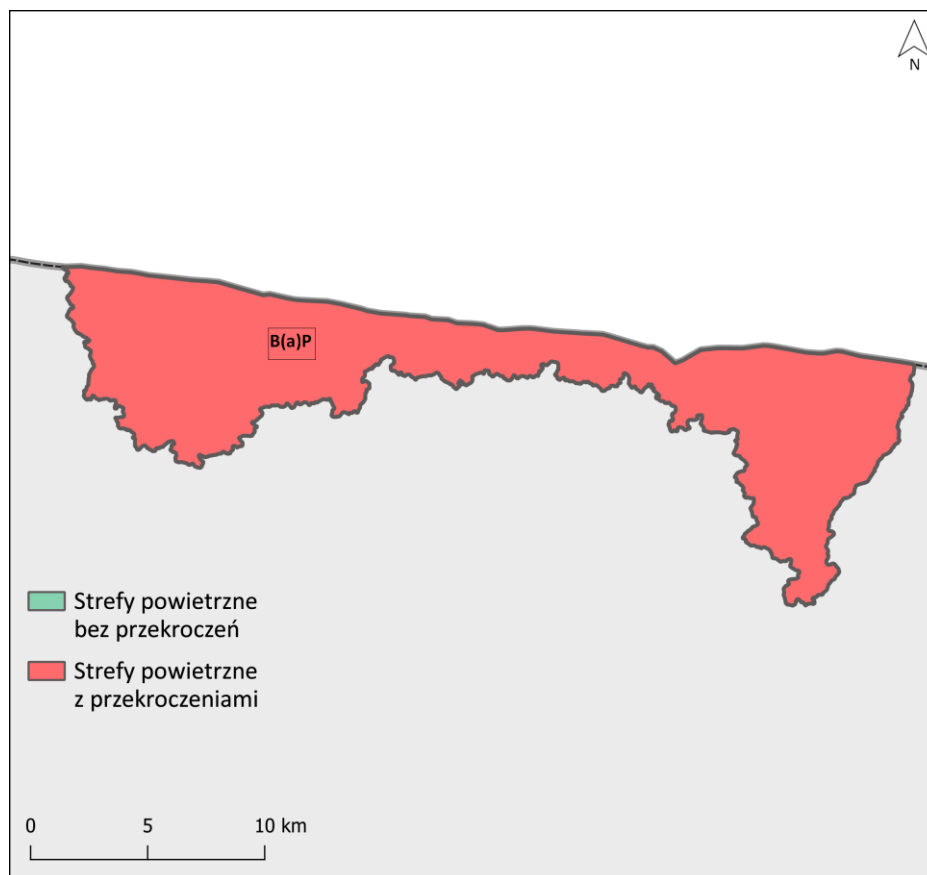 N
B(a)P
Strefy powietrzne
bez przekroczeń
Strefy powietrzne
z przekroczeniami
0 5 10 km